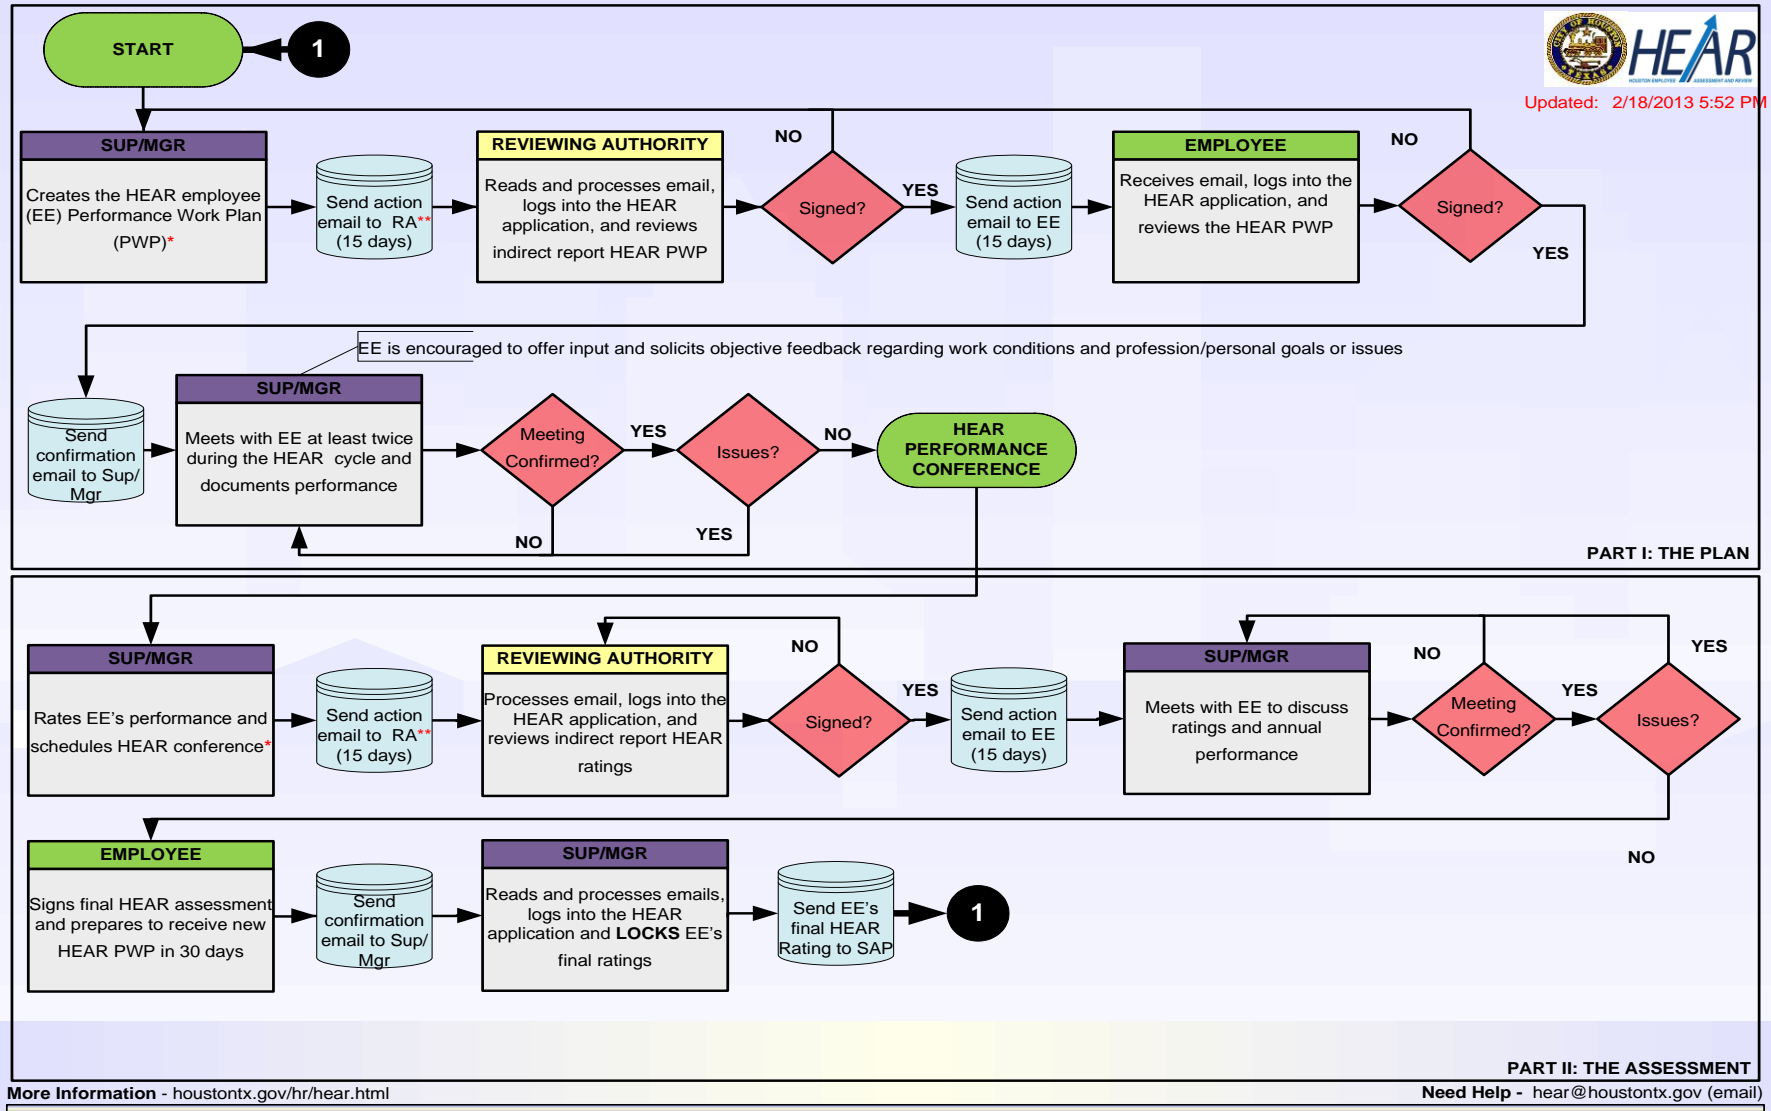 START
1
CITY OF HOUSTON
TEXAS
HEAR
HOUSTON EMPLOYEE ASSESSMENT AND REVIEW
Updated: 2/18/2013 5:52 PM
SUP/MGR
Creates the HEAR employee
(EE) Performance Work Plan
(PWP)*
Send action
email to RA**
(15 days)
REVIEWING AUTHORITY
Reads and processes email,
logs into the HEAR
application, and reviews
indirect report HEAR PWP
Signed?
NO
YES
Send action
email to EE
(15 days)
EMPLOYEE
Receives email, logs into the
HEAR application, and
reviews the HEAR PWP
Signed?
NO
YES
EE is encouraged to offer input and solicits objective feedback regarding work conditions and profession/personal goals or issues
Send
confirmation
email to Sup/
Mgr
SUP/MGR
Meets with EE at least twice
during the HEAR cycle and
documents performance
Meeting
Confirmed?
YES
NO
Issues?
NO
YES
HEAR
PERFORMANCE
CONFERENCE
PART I: THE PLAN
SUP/MGR
Rates EE's performance and
schedules HEAR conference*
Send action
email to RA**
(15 days)
REVIEWING AUTHORITY
Processes email, logs into the
HEAR application, and
reviews indirect report HEAR
ratings
Signed?
NO
YES
Send action
email to EE
(15 days)
SUP/MGR
Meets with EE to discuss
ratings and annual
performance
Meeting
Confirmed?
NO
YES
Issues?
YES
NO
EMPLOYEE
Signs final HEAR assessment
and prepares to receive new
HEAR PWP in 30 days
Send
confirmation
email to Sup/
Mgr
SUP/MGR
Reads and processes emails,
logs into the HEAR
application and LOCKS EE's
final ratings
Send EE's
final HEAR
Rating to SAP
1
PART II: THE ASSESSMENT
More Information - houstontx.gov/hr/hear.html
Need Help - hear@houstontx.gov (email)